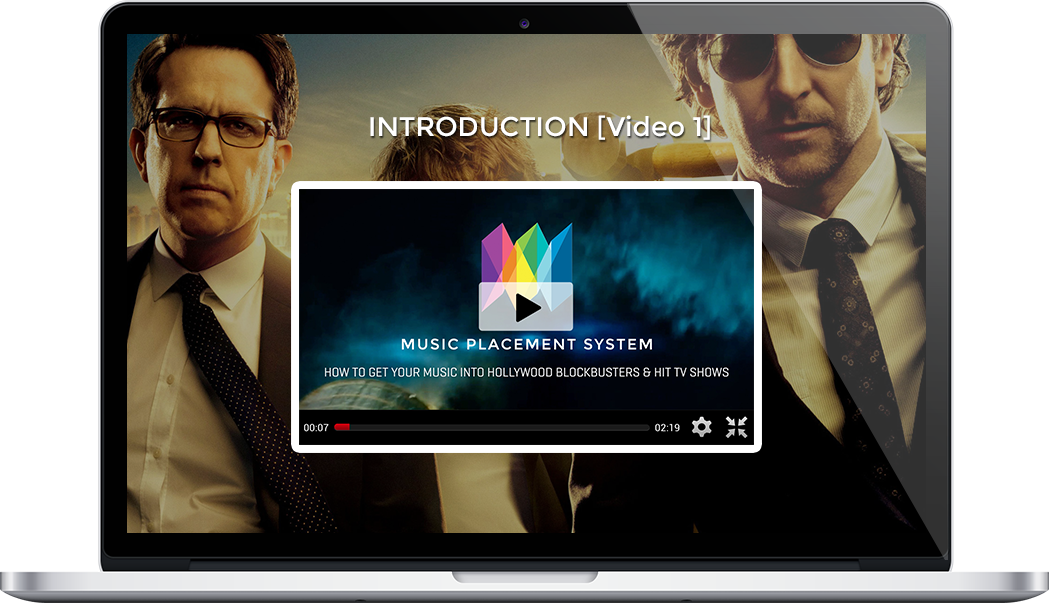 INTRODUCTION [Video 1]
MUSIC PLACEMENT SYSTEM
HOW TO GET YOUR MUSIC INTO HOLLYWOOD BLOCKBUSTERS & HIT TV SHOWS
00:07 02:19